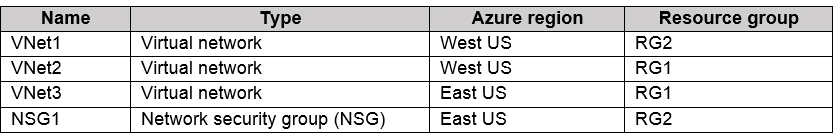 Name Type Azure region Resource group
VNet1 Virtual network West US RG2
VNet2 Virtual network West US RG1
VNet3 Virtual network East US RG1
NSG1 Network security group (NSG) East US RG2